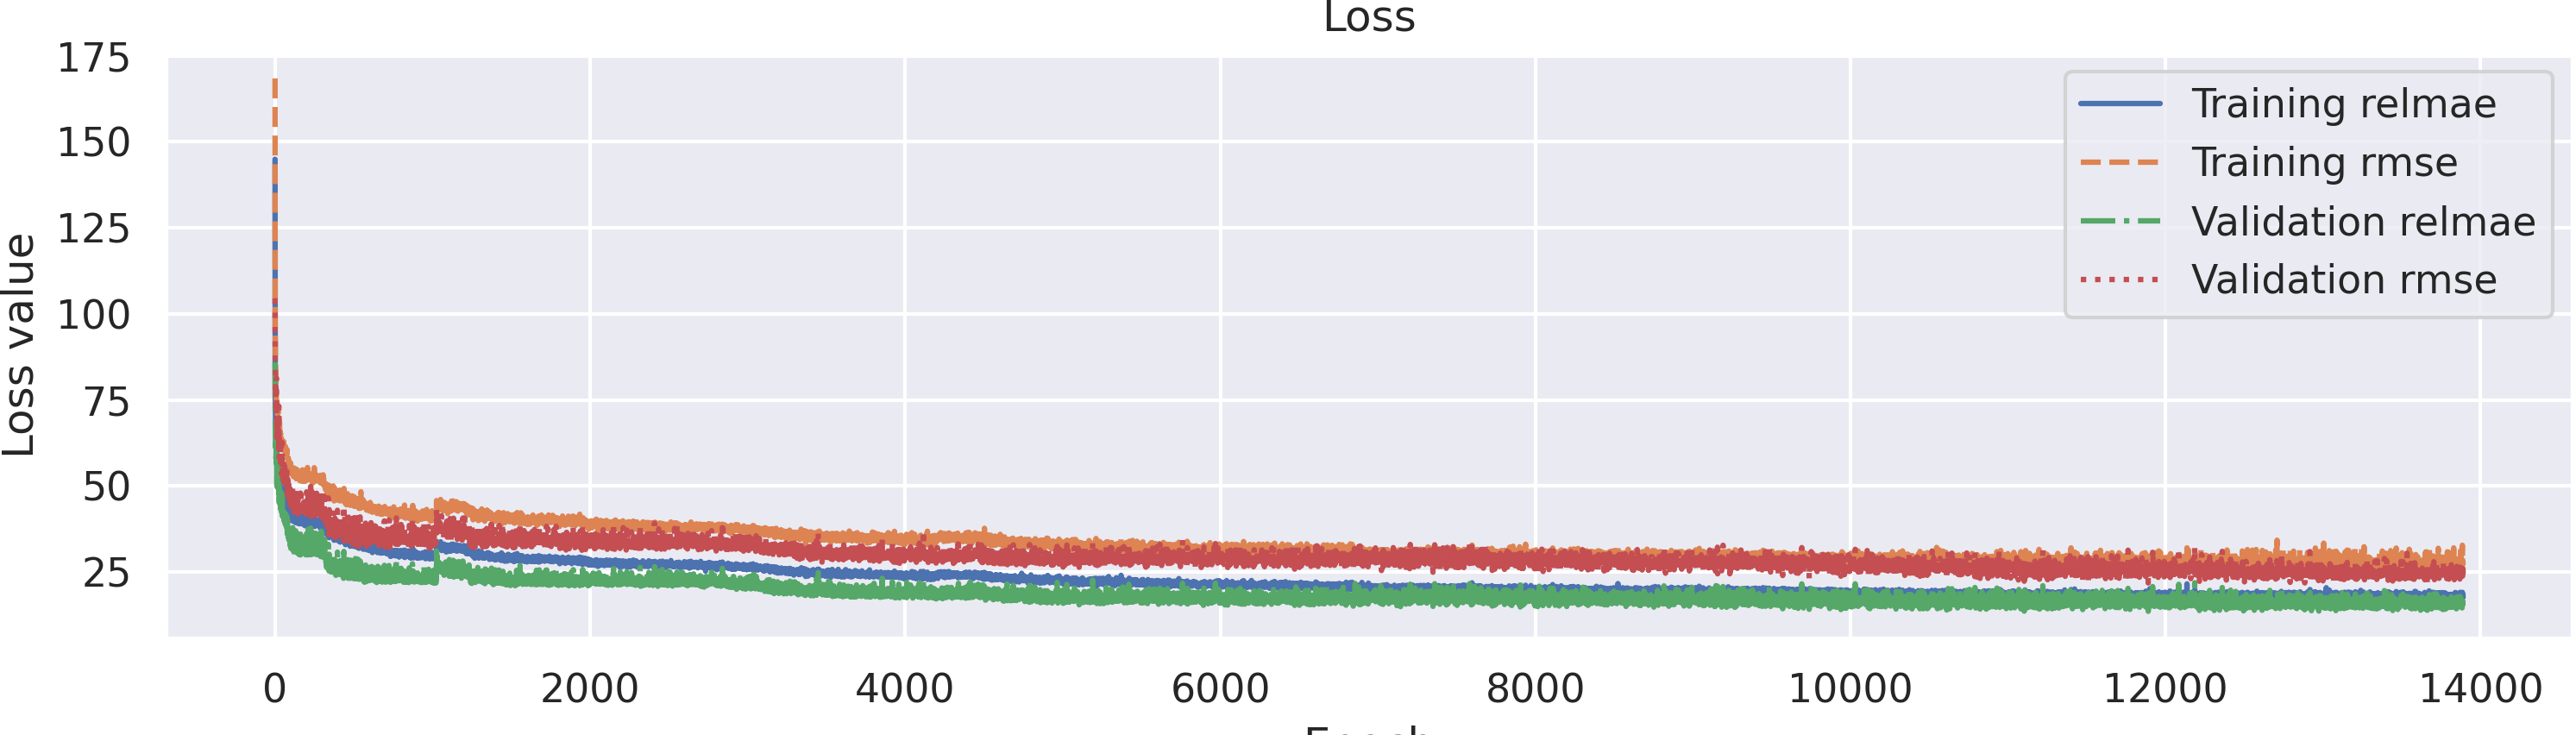 Loss
175
150
125
100
75
50
25
Loss value
Training relmae
Training rmse
Validation relmae
Validation rmse
0 2000 4000 6000 8000 10000 12000 14000
Epoch